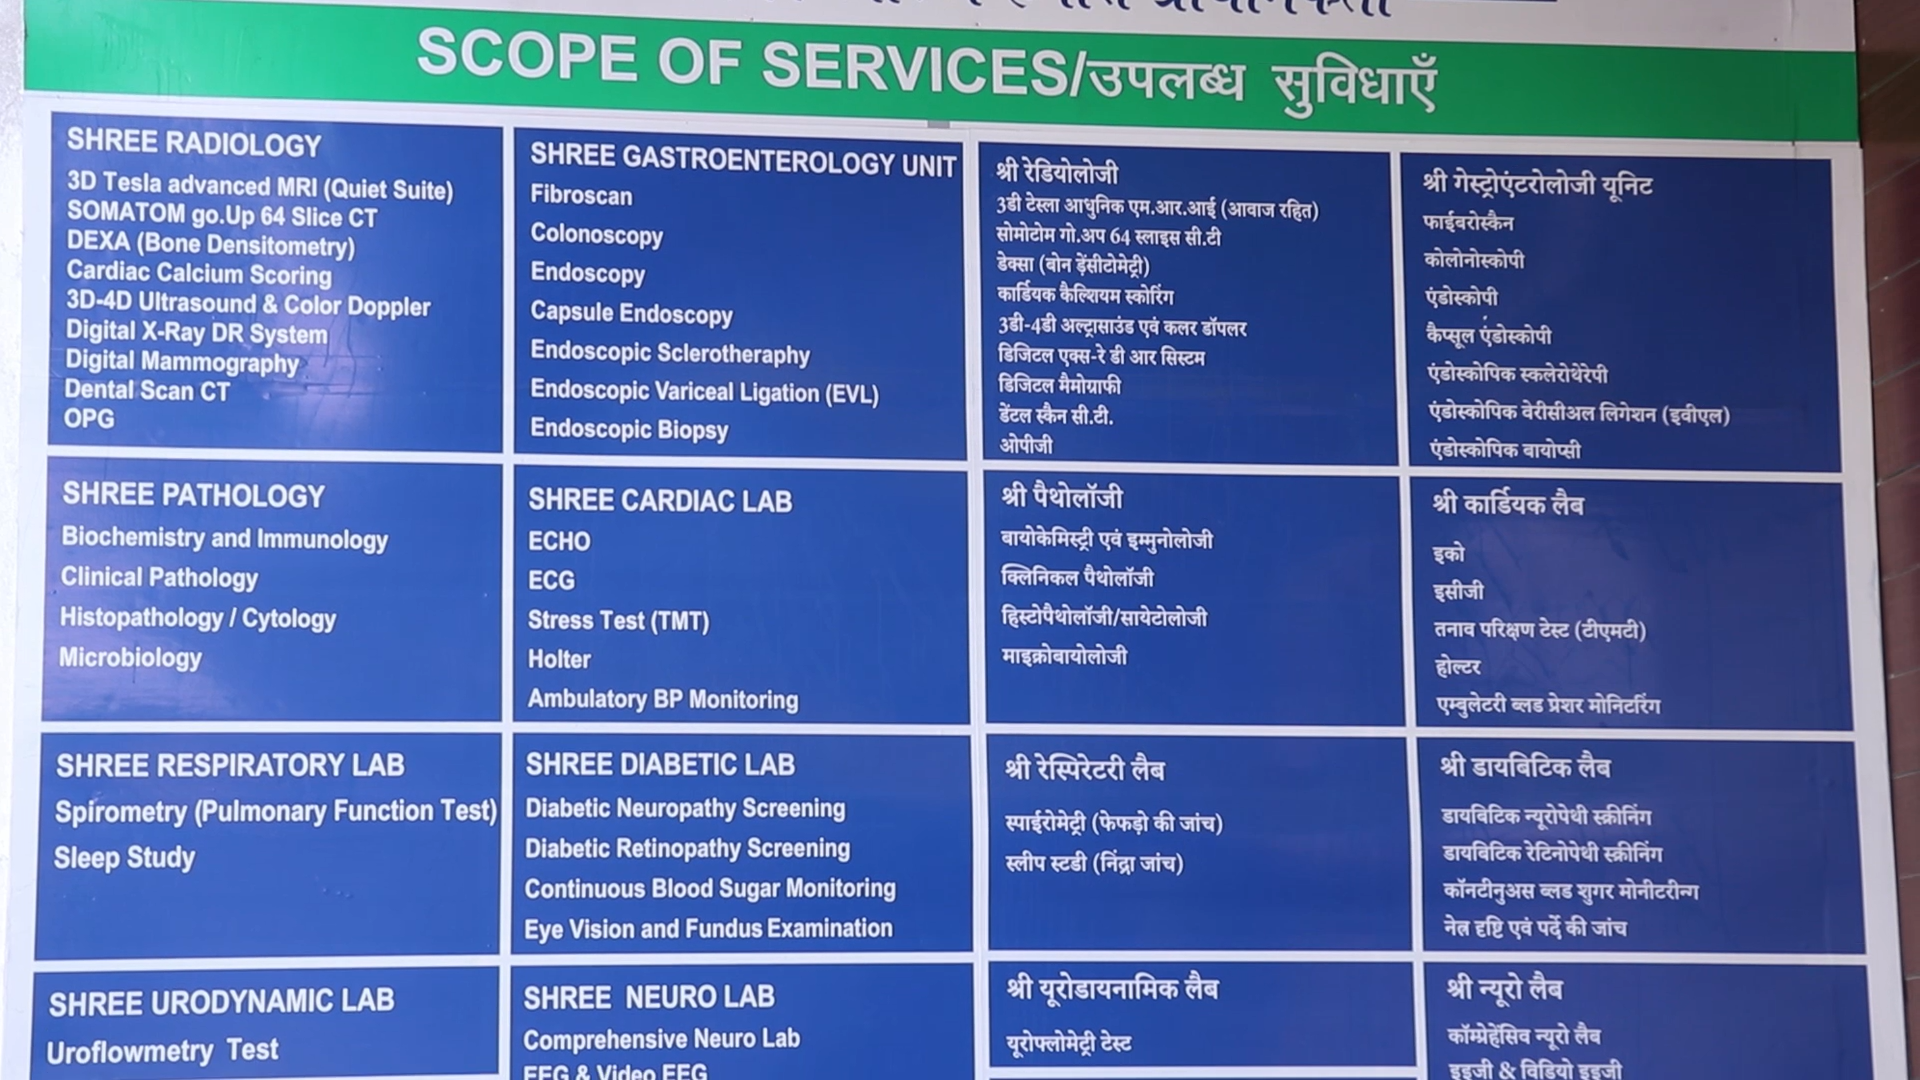 SCOPE OF SERVICES/उपलब्ध सुविधाएँ
SHREE RADIOLOGY
3D Tesla advanced MRI (Quiet Suite)
SOMATOM go.Up 64 Slice CT
DEXA (Bone Densitometry)
Cardiac Calcium Scoring
3D-4D Ultrasound & Color Doppler
Digital X-Ray DR System
Digital Mammography
Dental Scan CT
OPG
SHREE GASTROENTEROLOGY UNIT
Fibroscan
Colonoscopy
Endoscopy
Capsule Endoscopy
Endoscopic Sclerotheraphy
Endoscopic Variceal Ligation (EVL)
Endoscopic Biopsy
श्री रेडियोलोजी
3डी टेस्ला आधुनिक एम.आर.आई (आवाज रहित)
सोमोटोम गो.अप 64 स्लाइस सी.टी
डेक्सा (बोन डेंसीटोमेट्री)
कार्डियक कैल्शियम स्कोरिंग
3डी-4डी अल्ट्रासाउंड एवं कलर डॉपलर
डिजिटल एक्स-रे डी आर सिस्टम
डिजिटल मैमोग्राफी
डेंटल स्कैन सी.टी.
ओपीजी
श्री गेस्ट्रोएंटरोलोजी यूनिट
फाईबरोस्कैन
कोलोनोस्कोपी
एंडोस्कोपी
कैप्सूल एंडोस्कोपी
एंडोस्कोपिक स्कलेरोथेरेपी
एंडोस्कोपिक वेरीसीअल लिगेशन (इवीएल)
एंडोस्कोपिक बायोप्सी
SHREE PATHOLOGY
Biochemistry and Immunology
Clinical Pathology
Histopathology / Cytology
Microbiology
SHREE CARDIAC LAB
ECHO
ECG
Stress Test (TMT)
Holter
Ambulatory BP Monitoring
श्री पैथोलॉजी
बायोकेमिस्ट्री एवं इम्मुनोलोजी
क्लिनिकल पैथोलॉजी
हिस्टोपैथोलॉजी/सायेटोलोजी
माइक्रोबायोलोजी
श्री कार्डियक लैब
इको
इसीजी
तनाव परिक्षण टेस्ट (टीएमटी)
होल्टर
एम्बुलेटरी ब्लड प्रेशर मोनिटरिंग
SHREE RESPIRATORY LAB
Spirometry (Pulmonary Function Test)
Sleep Study
SHREE DIABETIC LAB
Diabetic Neuropathy Screening
Diabetic Retinopathy Screening
Continuous Blood Sugar Monitoring
Eye Vision and Fundus Examination
श्री रेस्पिरेटरी लैब
स्पाईरोमेट्री (फेफड़ो की जांच)
स्लीप स्टडी (निंद्रा जांच)
श्री डायबिटिक लैब
डायबिटिक न्यूरोपेथी स्क्रीनिंग
डायबिटिक रेटिनोपेथी स्क्रीनिंग
कॉनटीनुअस ब्लड शुगर मोनीटरीन्ग
नेत्र दृष्टि एवं पर्दे की जांच
SHREE URODYNAMIC LAB
Uroflowmetry Test
SHREE NEURO LAB
Comprehensive Neuro Lab
EEG & Video EEG
श्री यूरोडायनामिक लैब
यूरोफ्लोमेट्री टेस्ट
श्री न्यूरो लैब
कॉम्प्रेहेंसिव न्यूरो लैब
इइजी & विडियो इइजी